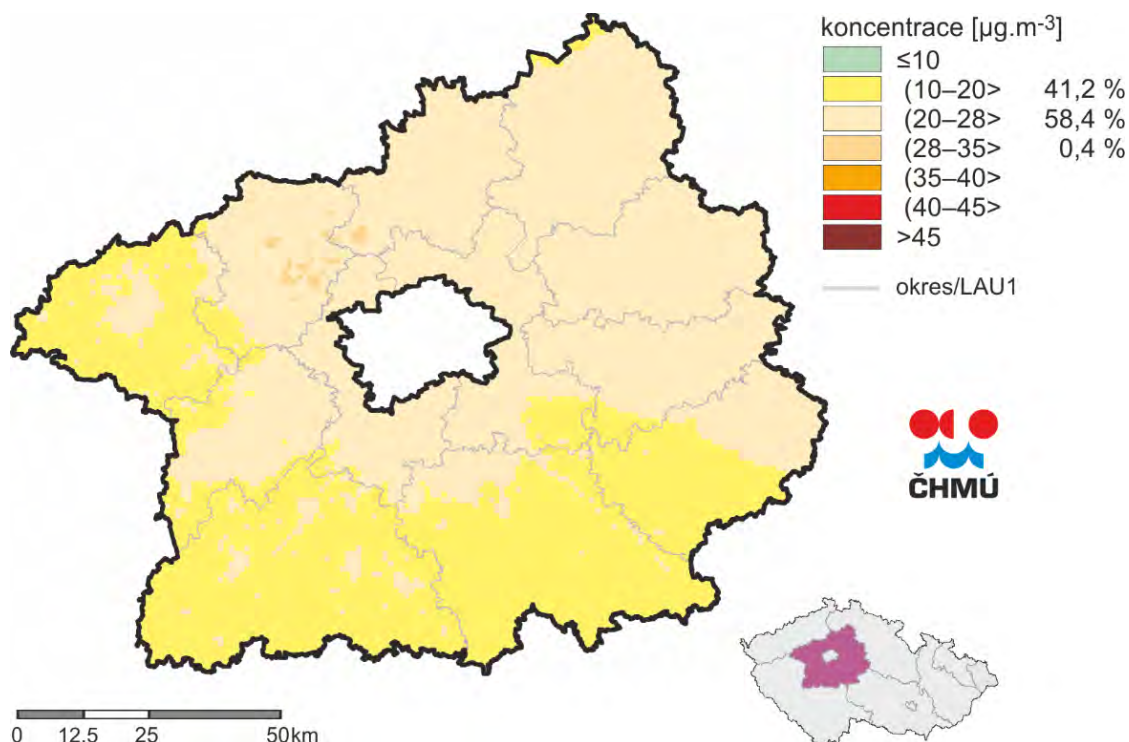 koncentrace [µg.m-3]
≤10
(10–20> 41,2 %
(20–28> 58,4 %
(28–35> 0,4 %
(35–40>
(40–45>
>45
okres/LAU1
ČHMÚ
0 12,5 25 50km